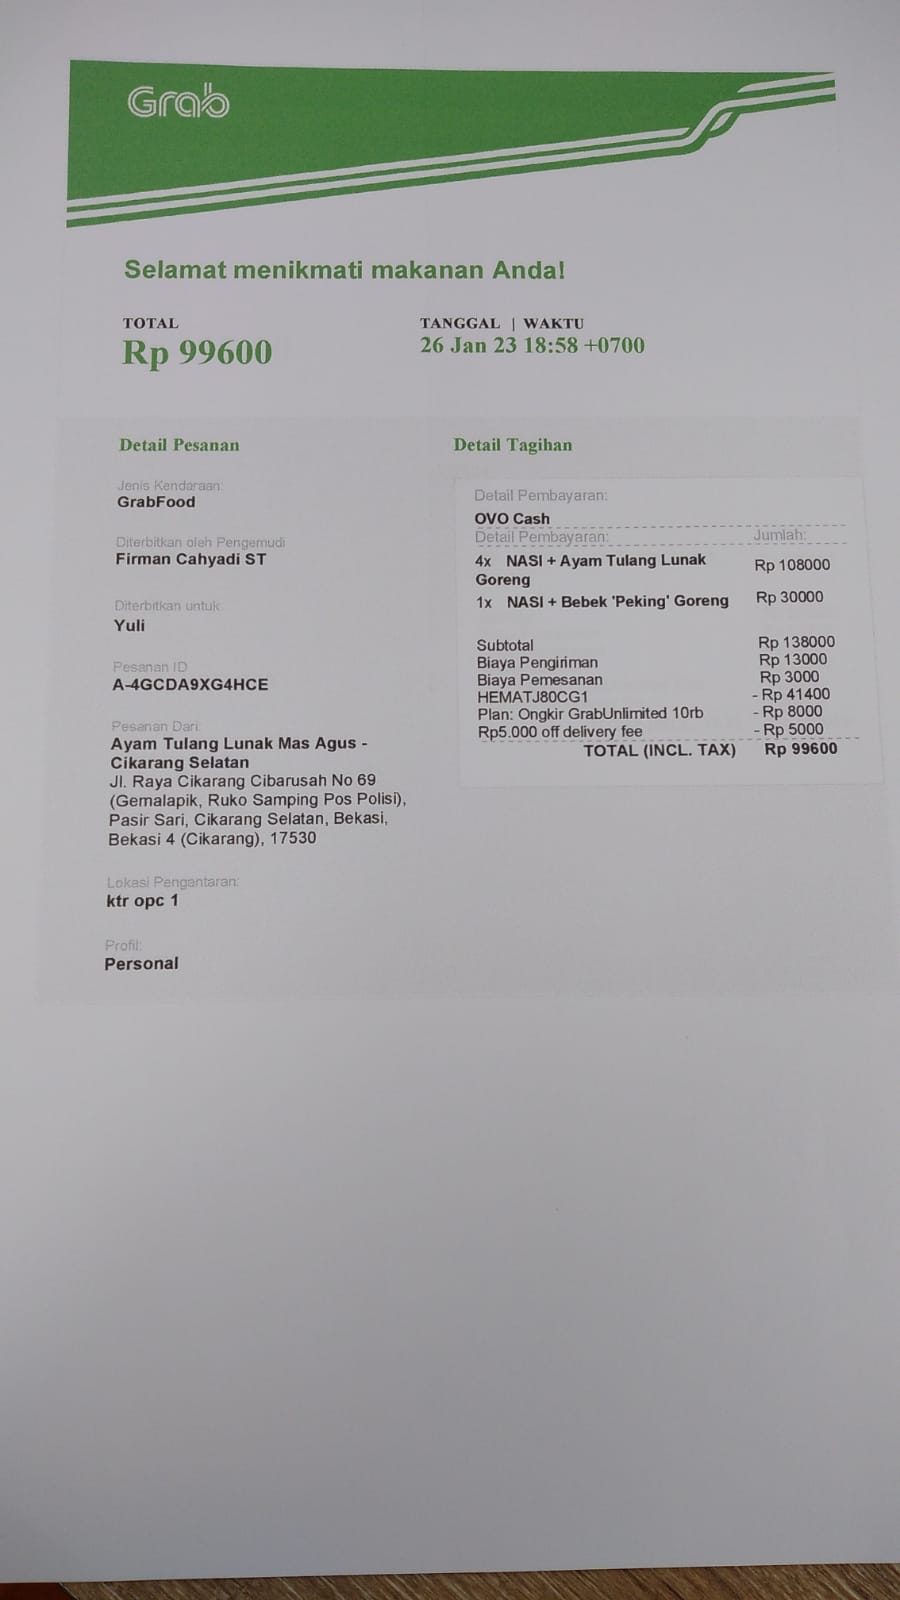 Grab
Selamat menikmati makanan Anda!
TOTAL
Rp 99600
TANGGAL | WAKTU
26 Jan 23 18:58 +0700
Detail Pesanan
Jenis Kendaraan:
GrabFood
Diterbitkan oleh Pengemudi
Firman Cahyadi ST
Diterbitkan untuk
Yuli
Pesanan ID
A-4GCDA9XG4HCE
Pesanan Dari:
Ayam Tulang Lunak Mas Agus -
Cikarang Selatan
Jl. Raya Cikarang Cibarusah No 69
(Gemalapik, Ruko Samping Pos Polisi),
Pasir Sari, Cikarang Selatan, Bekasi,
Bekasi 4 (Cikarang), 17530
Lokasi Pengantaran:
ktr opc 1
Profil:
Personal
Detail Tagihan
Detail Pembayaran:
OVO Cash
Detail Pembayaran: Jumlah:
4x NASI + Ayam Tulang Lunak Rp 108000
Goreng
1x NASI + Bebek 'Peking' Goreng Rp 30000
Subtotal Rp 138000
Biaya Pengiriman Rp 13000
Biaya Pemesanan Rp 3000
HEMATJ80CG1 - Rp 41400
Plan: Ongkir GrabUnlimited 10rb - Rp 8000
Rp5.000 off delivery fee - Rp 5000
TOTAL (INCL. TAX) Rp 99600